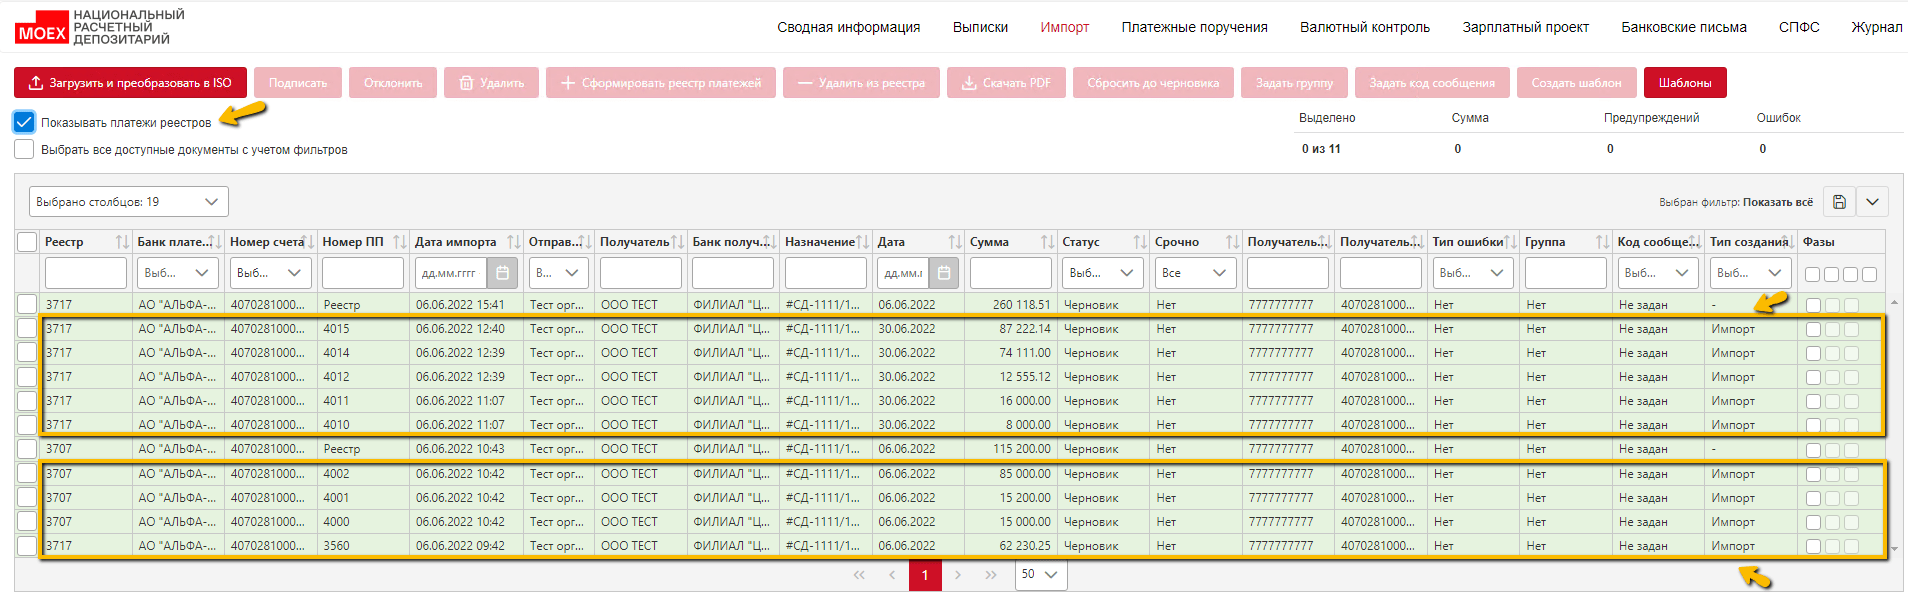 MOEX НАЦИОНАЛЬНЫЙ
РАСЧЕТНЫЙ
ДЕПОЗИТАРИЙ
Сводная информация Выписки Импорт Платежные поручения Валютный контроль Зарплатный проект Банковские письма СПФС Журнал
Загрузить и преобразовать в ISO Подписать Отклонить Удалить Сформировать реестр платежей Удалить из реестра Скачать PDF Сбросить до черновика Задать группу Задать код сообщения Создать шаблон Шаблоны
Показывать платежи реестров Выделено Сумма Предупреждений Ошибок
Выбрать все доступные документы с учетом фильтров 0 из 11 0 0 0
Выбрано столбцов: 19 Выбран фильтр: Показать всё
Реестр Банк плате... Номер счета Номер ПП Дата импорта Отправ... Получатель Банк получ... Назначение Дата Сумма Статус Срочно Получатель... Получатель... Тип ошибки Группа Код сообще... Тип создания Фазы
Выб... Выб... дд.мм.гггг В... дд.мм.г Выб... Все Выб... Выб... Выб...
3717 АО "АЛЬФА-... 4070281000... Реестр 06.06.2022 15:41 Тест орг... ООО ТЕСТ ФИЛИАЛ "Ц... #СД-1111/1... 06.06.2022 260 118.51 Черновик Нет 7777777777 4070281000... Нет Нет Не задан -
3717 АО "АЛЬФА-... 4070281000... 4015 06.06.2022 12:40 Тест орг... ООО ТЕСТ ФИЛИАЛ "Ц... #СД-1111/1... 30.06.2022 87 222.14 Черновик Нет 7777777777 4070281000... Нет Нет Не задан Импорт
3717 АО "АЛЬФА-... 4070281000... 4014 06.06.2022 12:39 Тест орг... ООО ТЕСТ ФИЛИАЛ "Ц... #СД-1111/1... 30.06.2022 74 111.00 Черновик Нет 7777777777 4070281000... Нет Нет Не задан Импорт
3717 АО "АЛЬФА-... 4070281000... 4012 06.06.2022 12:39 Тест орг... ООО ТЕСТ ФИЛИАЛ "Ц... #СД-1111/1... 30.06.2022 12 555.12 Черновик Нет 7777777777 4070281000... Нет Нет Не задан Импорт
3717 АО "АЛЬФА-... 4070281000... 4011 06.06.2022 11:07 Тест орг... ООО ТЕСТ ФИЛИАЛ "Ц... #СД-1111/1... 30.06.2022 16 000.00 Черновик Нет 7777777777 4070281000... Нет Нет Не задан Импорт
3717 АО "АЛЬФА-... 4070281000... 4010 06.06.2022 11:07 Тест орг... ООО ТЕСТ ФИЛИАЛ "Ц... #СД-1111/1... 30.06.2022 8 000.00 Черновик Нет 7777777777 4070281000... Нет Нет Не задан Импорт
3707 АО "АЛЬФА-... 4070281000... Реестр 06.06.2022 10:43 Тест орг... ООО ТЕСТ ФИЛИАЛ "Ц... #СД-1111/1... 06.06.2022 115 200.00 Черновик Нет 7777777777 4070281000... Нет Нет Не задан -
3707 АО "АЛЬФА-... 4070281000... 4002 06.06.2022 10:42 Тест орг... ООО ТЕСТ ФИЛИАЛ "Ц... #СД-1111/1... 06.06.2022 85 000.00 Черновик Нет 7777777777 4070281000... Нет Нет Не задан Импорт
3707 АО "АЛЬФА-... 4070281000... 4001 06.06.2022 10:42 Тест орг... ООО ТЕСТ ФИЛИАЛ "Ц... #СД-1111/1... 06.06.2022 15 200.00 Черновик Нет 7777777777 4070281000... Нет Нет Не задан Импорт
3707 АО "АЛЬФА-... 4070281000... 4000 06.06.2022 10:42 Тест орг... ООО ТЕСТ ФИЛИАЛ "Ц... #СД-1111/1... 06.06.2022 15 000.00 Черновик Нет 7777777777 4070281000... Нет Нет Не задан Импорт
3717 АО "АЛЬФА-... 4070281000... 3560 06.06.2022 09:42 Тест орг... ООО ТЕСТ ФИЛИАЛ "Ц... #СД-1111/1... 06.06.2022 62 230.25 Черновик Нет 7777777777 4070281000... Нет Нет Не задан Импорт
« ‹ 1 › » 50